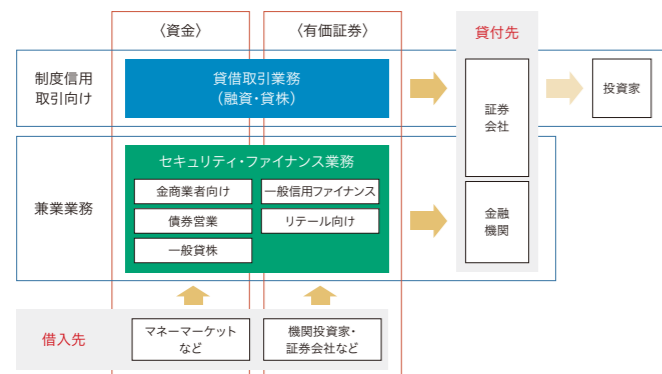 〈資金〉
〈有価証券〉
貸付先
制度信用
取引向け
貸借取引業務
（融資・貸株）
証券
会社
投資家
兼業業務
セキュリティ・ファイナンス業務
金商業者向け
一般信用ファイナンス
債券営業
リテール向け
一般貸株
金融
機関
借入先
マネーマーケット
など
機関投資家・
証券会社など